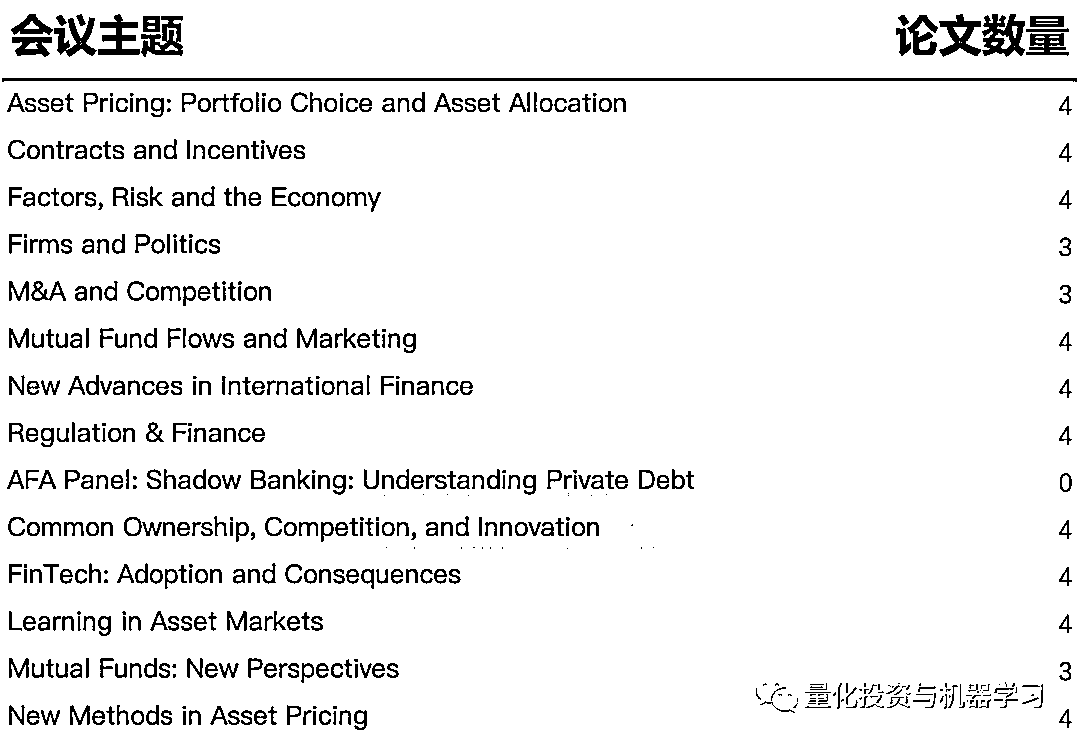 会议主题 论文数量
Asset Pricing: Portfolio Choice and Asset Allocation 4
Contracts and Incentives 4
Factors, Risk and the Economy 4
Firms and Politics 3
M&A and Competition 3
Mutual Fund Flows and Marketing 4
New Advances in International Finance 4
Regulation & Finance 4
AFA Panel: Shadow Banking: Understanding Private Debt 0
Common Ownership, Competition, and Innovation 4
FinTech: Adoption and Consequences 4
Learning in Asset Markets 4
Mutual Funds: New Perspectives 3
量化投资与机器学习
New Methods in Asset Pricing 4